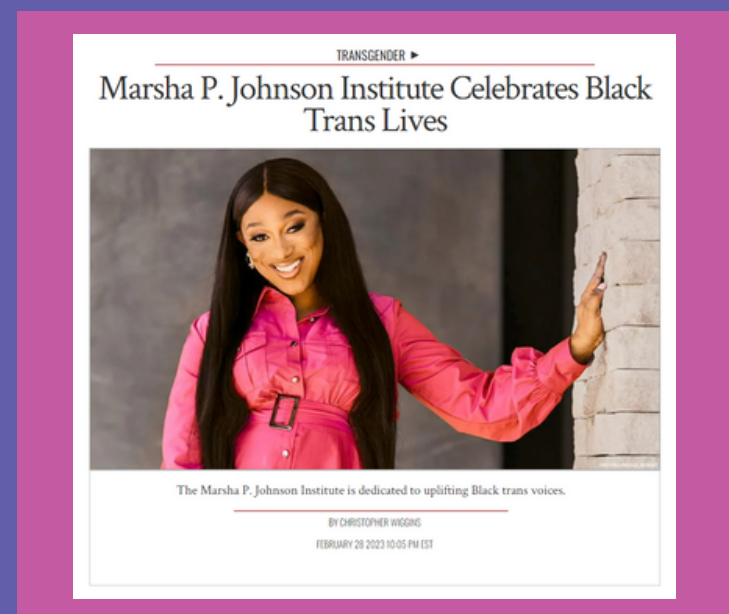 TRANSGENDER ►
Marsha P. Johnson Institute Celebrates Black
Trans Lives
The Marsha P. Johnson Institute is dedicated to uplifting Black trans voices.
BY CHRISTOPHER WIGGINS
FEBRUARY 28 2023 10:05 PM EST